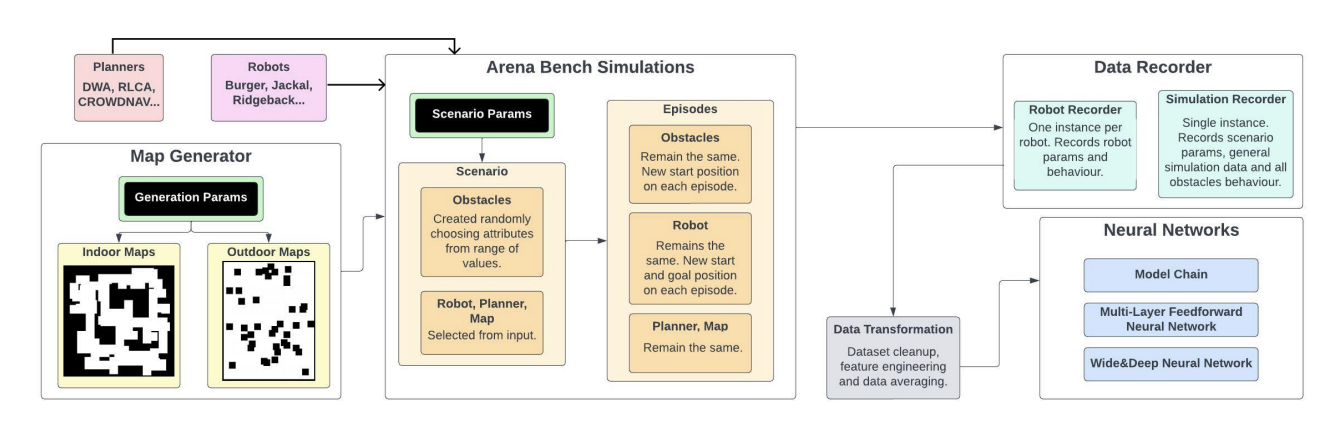 Planners
DWA, RLCA,
CROWDNAV...
Robots
Burger, Jackal,
Ridgeback...
Map Generator
Generation Params
Indoor Maps
Outdoor Maps
Arena Bench Simulations
Scenario Params
Scenario
Obstacles
Created randomly
choosing attributes
from range of
values.
Robot, Planner,
Map
Selected from input.
Episodes
Obstacles
Remain the same.
New start position
on each episode.
Robot
Remains the
same. New start
and goal position
on each episode.
Planner, Map
Remain the same.
Data Recorder
Robot Recorder
One instance per
robot. Records robot
params and
behaviour.
Simulation Recorder
Single instance.
Records scenario
params, general
simulation data and all
obstacles behaviour.
Data Transformation
Dataset cleanup,
feature engineering
and data averaging.
Neural Networks
Model Chain
Multi-Layer Feedforward
Neural Network
Wide&Deep Neural Network